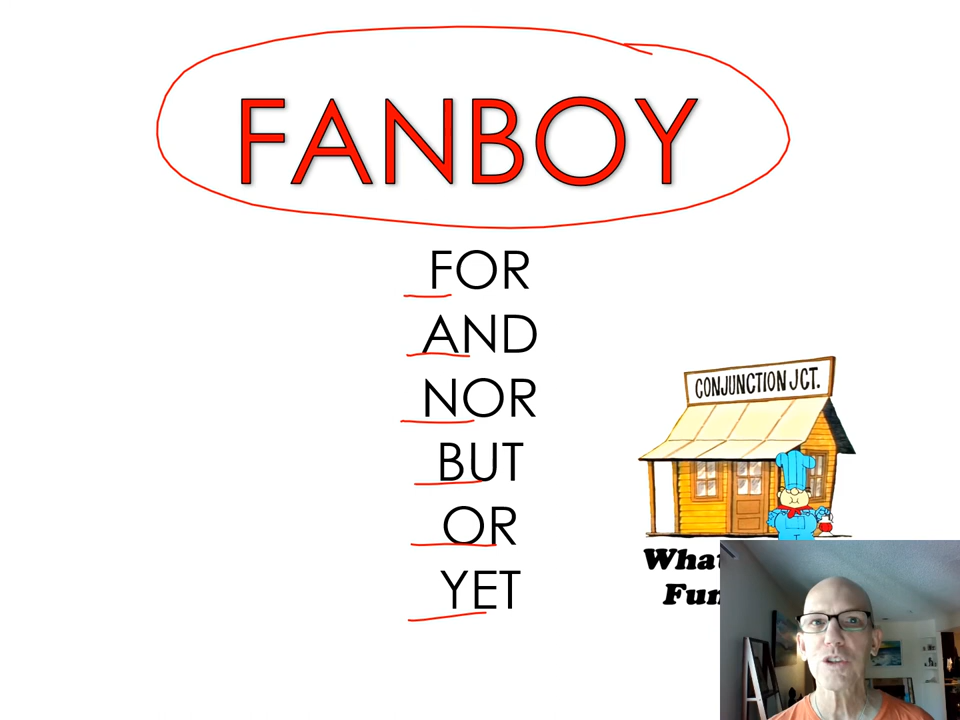 FANBOY
FOR
AND
NOR
BUT
OR
YET
CONJUNCTION JCT.